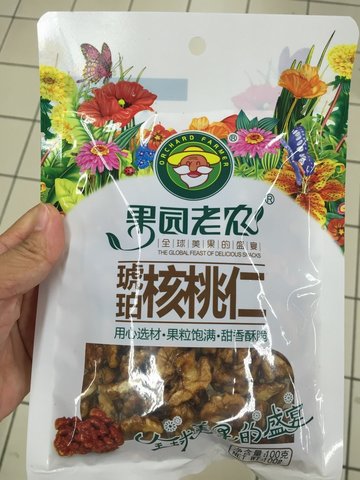 ORCHARD FARMER
®
果园老农®
全球美果的盛宴
THE GLOBAL FEAST OF DELICIOUS SNACKS
琥珀核桃仁
用心选材·果粒饱满·甜香酥脆
全球美果的盛宴
净含量 100克